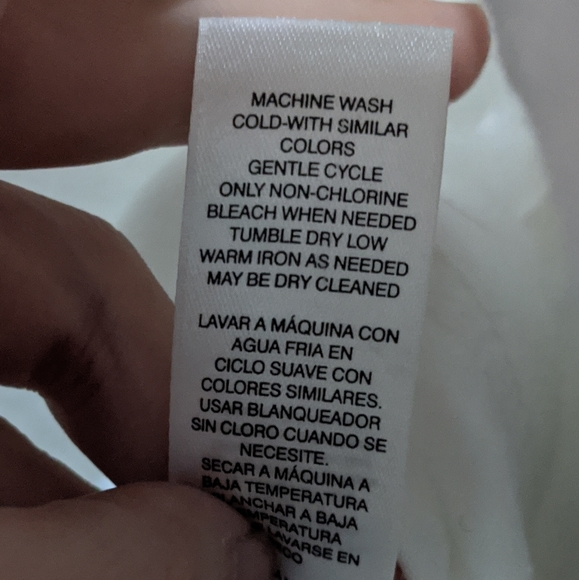 MACHINE WASH
COLD-WITH SIMILAR
COLORS
GENTLE CYCLE
ONLY NON-CHLORINE
BLEACH WHEN NEEDED
TUMBLE DRY LOW
WARM IRON AS NEEDED
MAY BE DRY CLEANED
LAVAR A MÁQUINA CON
AGUA FRIA EN
CICLO SUAVE CON
COLORES SIMILARES.
USAR BLANQUEADOR
SIN CLORO CUANDO SE
NECESITE.
SECAR A MÁQUINA A
BAJA TEMPERATURA
A BAJA
LAVARSE EN